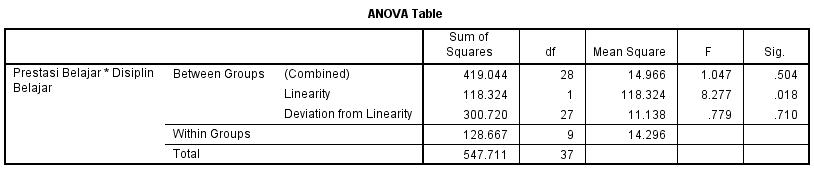 ANOVA Table
Sum of Squares df Mean Square F Sig.
Prestasi Belajar * Disiplin Belajar Between Groups (Combined) 419.044 28 14.966 1.047 .504
Linearity 118.324 1 118.324 8.277 .018
Deviation from Linearity 300.720 27 11.138 .779 .710
Within Groups 128.667 9 14.296
Total 547.711 37